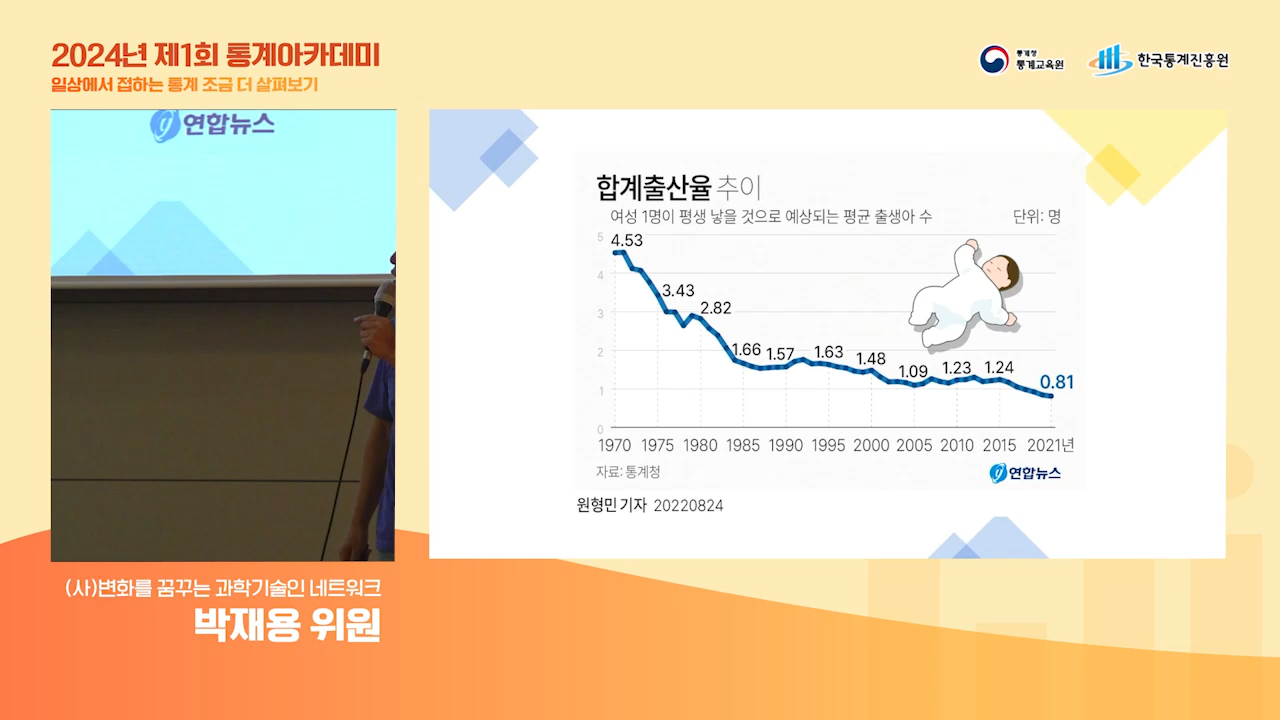 2024년 제1회 통계아카데미
일상에서 접하는 통계 조금 더 살펴보기
통계청
통계교육원
한국통계진흥원
연합뉴스
합계출산율 추이
여성 1명이 평생 낳을 것으로 예상되는 평균 출생아 수
단위: 명
5
4
3
2
1
0
4.53
3.43
2.82
1.66
1.57
1.63
1.48
1.09
1.23
1.24
0.81
1970 1975 1980 1985 1990 1995 2000 2005 2010 2015 2021년
자료: 통계청
연합뉴스
원형민 기자 20220824
(사)변화를 꿈꾸는 과학기술인 네트워크
박재용 위원